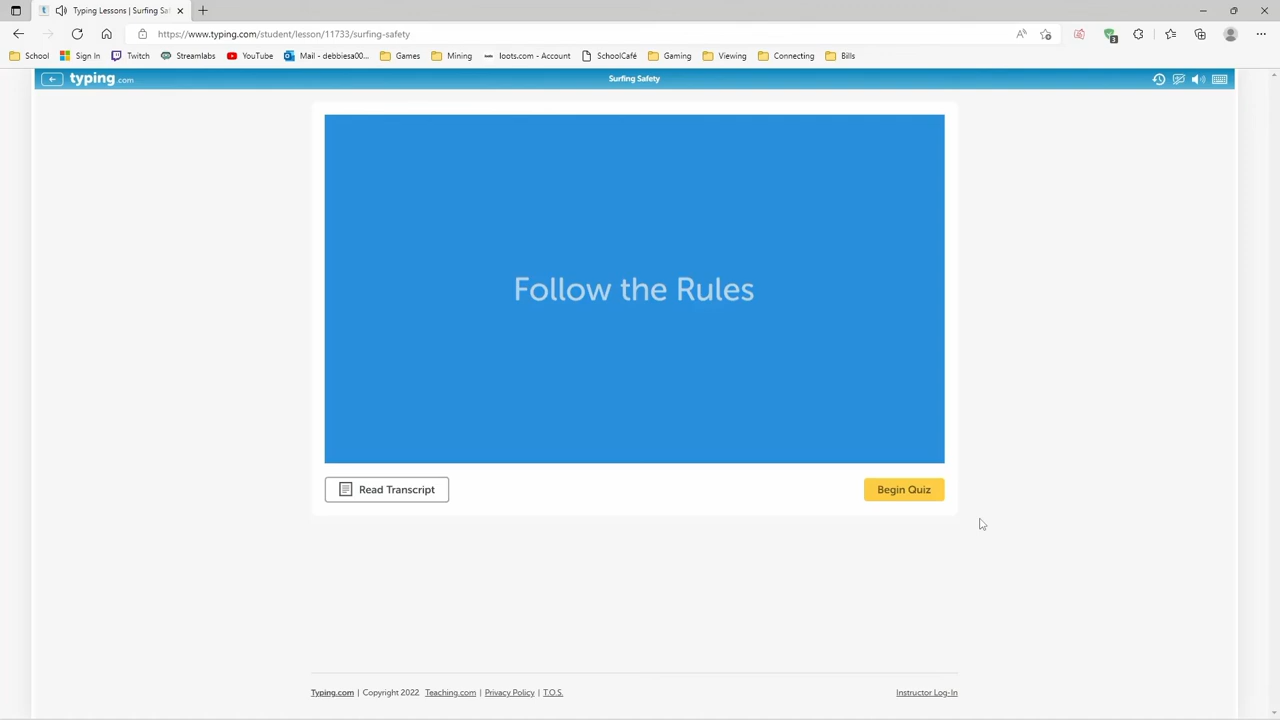 Typing Lessons | Surfing Saf
https://www.typing.com/student/lesson/11733/surfing-safety
School Sign In Twitch Streamlabs YouTube Mail - debbiesa00... Games Mining loots.com - Account SchoolCafé Gaming Viewing Connecting Bills
typing.com Surfing Safety
Follow the Rules
Read Transcript Begin Quiz
Typing.com | Copyright 2022 Teaching.com | Privacy Policy | T.O.S. Instructor Log-In